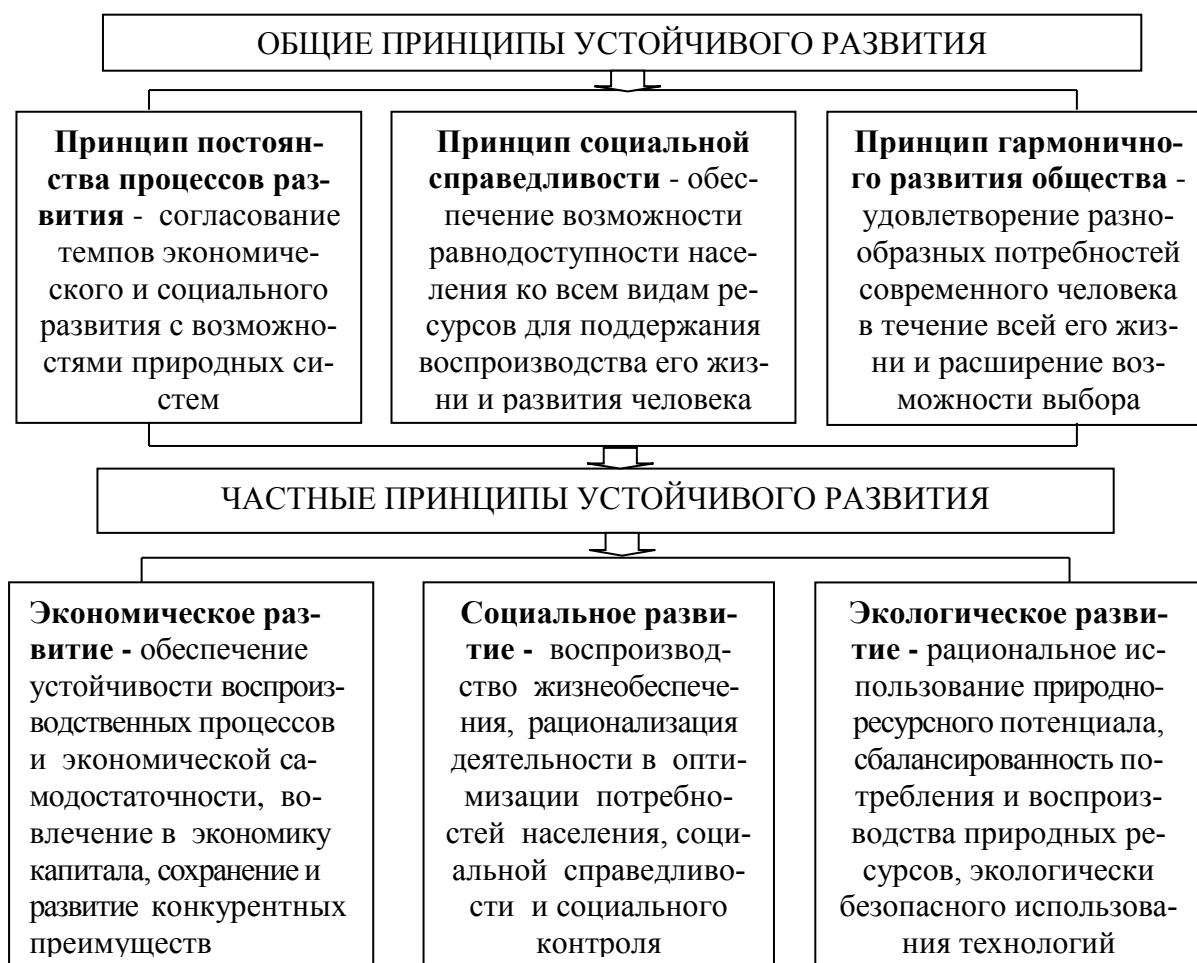 ОБЩИЕ ПРИНЦИПЫ УСТОЙЧИВОГО РАЗВИТИЯ
Принцип постоян-
ства процессов раз-
вития - согласование
темпов экономиче-
ского и социального
развития с возможно-
стями природных си-
стем
Принцип социальной
справедливости - обес-
печение возможности
равнодоступности насе-
ления ко всем видам ре-
сурсов для поддержания
воспроизводства его жиз-
ни и развития человека
Принцип гармонично-
го развития общества -
удовлетворение разно-
образных потребностей
современного человека
в течение всей его жиз-
ни и расширение воз-
можности выбора
ЧАСТНЫЕ ПРИНЦИПЫ УСТОЙЧИВОГО РАЗВИТИЯ
Экономическое раз-
витие - обеспечение
устойчивости воспроиз-
водственных процессов
и экономической са-
модостаточности, во-
влечение в экономику
капитала, сохранение и
развитие конкурентных
преимуществ
Социальное разви-
тие - воспроизвод-
ство жизнеобеспече-
ния, рационализация
деятельности в опти-
мизации потребно-
стей населения, соци-
альной справедливо-
сти и социального
контроля
Экологическое разви-
тие - рациональное ис-
пользование природно-
ресурсного потенциала,
сбалансированность по-
требления и воспроиз-
водства природных ре-
сурсов, экологически
безопасного использова-
ния технологий